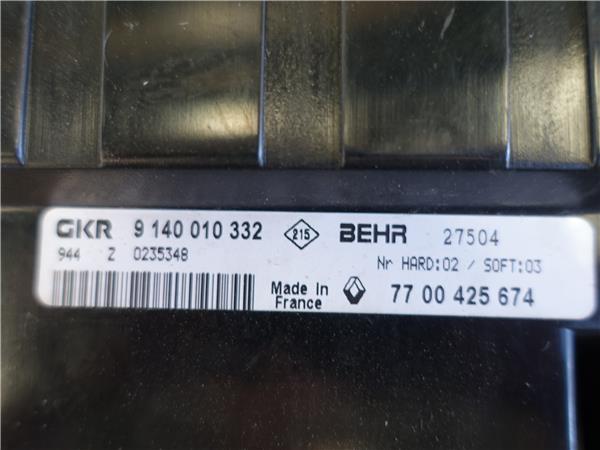 GKR 9 140 010 332 215 BEHR 27504
944 Z 0235348 Nr HARD:02 / SOFT:03
Made In France 77 00 425 674